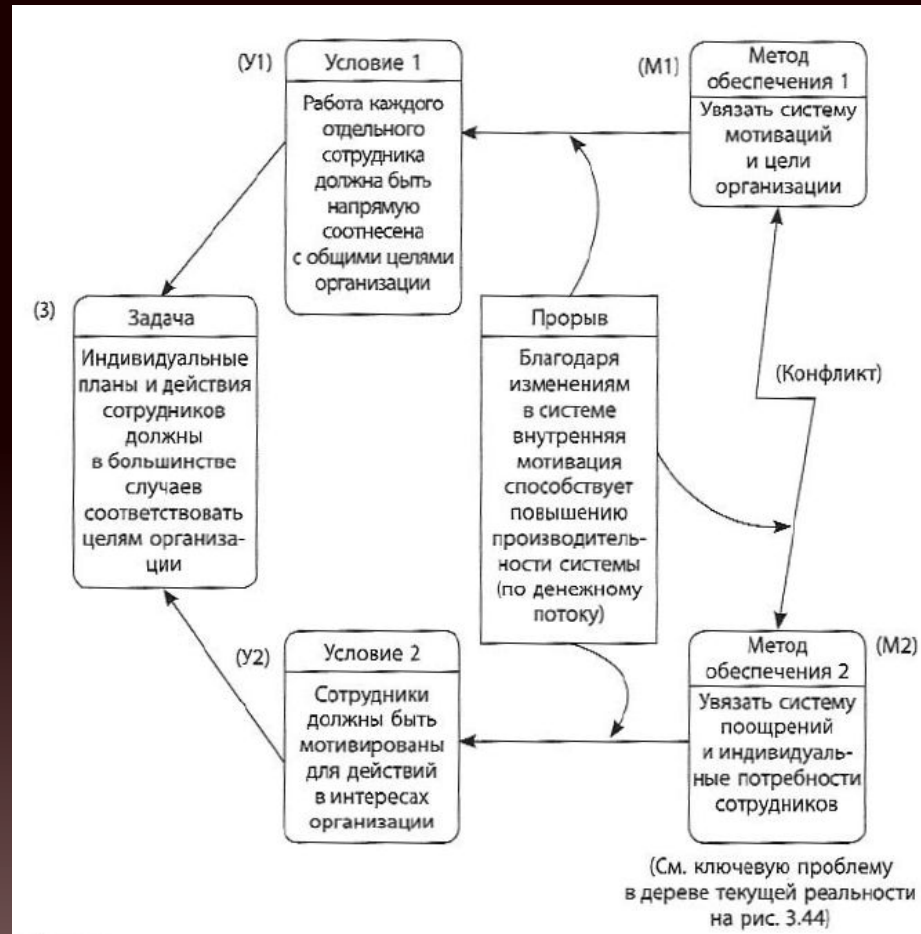 (У1)
Условие 1
Работа каждого
отдельного
сотрудника
должна быть
напрямую
соотнесена
с общими целями
организации
(М1)
Метод
обеспечения 1
Увязать систему
мотиваций
и цели
организации
(З)
Задача
Индивидуальные
планы и действия
сотрудников
должны
в большинстве
случаев
соответствовать
целям организа-
ции
Прорыв
Благодаря
изменениям
в системе
внутренняя
мотивация
способствует
повышению
производитель-
ности системы
(по денежному
потоку)
(Конфликт)
(У2)
Условие 2
Сотрудники
должны быть
мотивированы
для действий
в интересах
организации
Метод
обеспечения 2
(М2)
Увязать систему
поощрений
и индивидуаль-
ные потребности
сотрудников
(См. ключевую проблему
в дереве текущей реальности
на рис. 3.44)